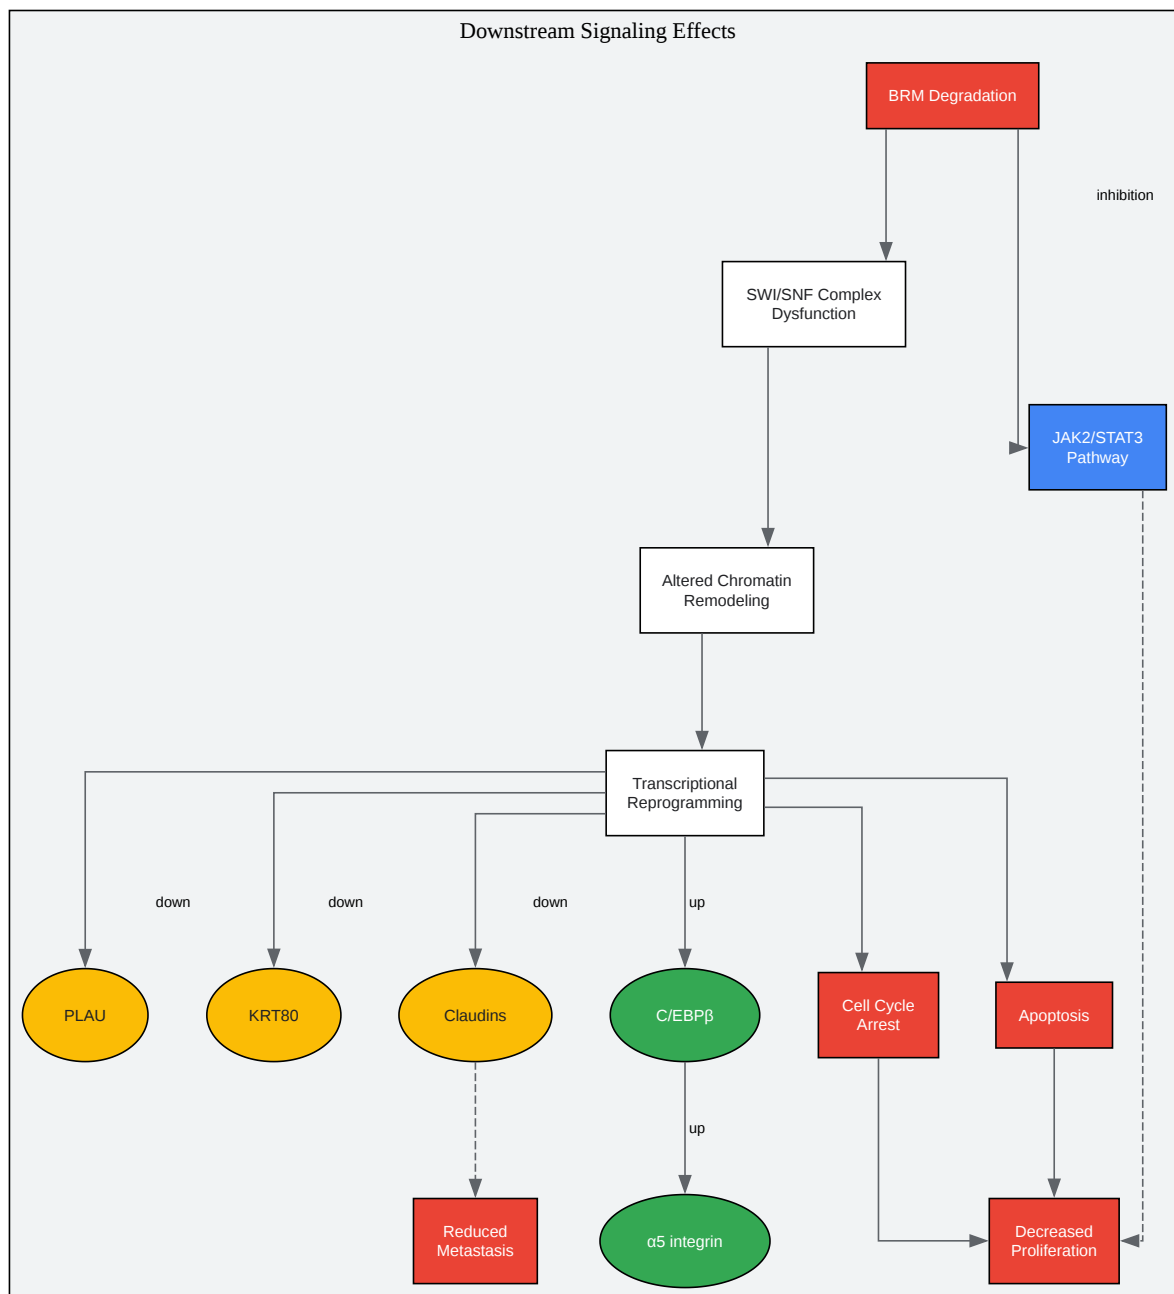 Downstream Signaling Effects
BRM Degradation
inhibition
SWI/SNF Complex
Dysfunction
JAK2/STAT3
Pathway
Altered Chromatin
Remodeling
Transcriptional
Reprogramming
down
down
down
up
PLAU
KRT80
Claudins
C/EBPβ
Cell Cycle
Arrest
Apoptosis
up
Reduced
Metastasis
α5 integrin
Decreased
Proliferation